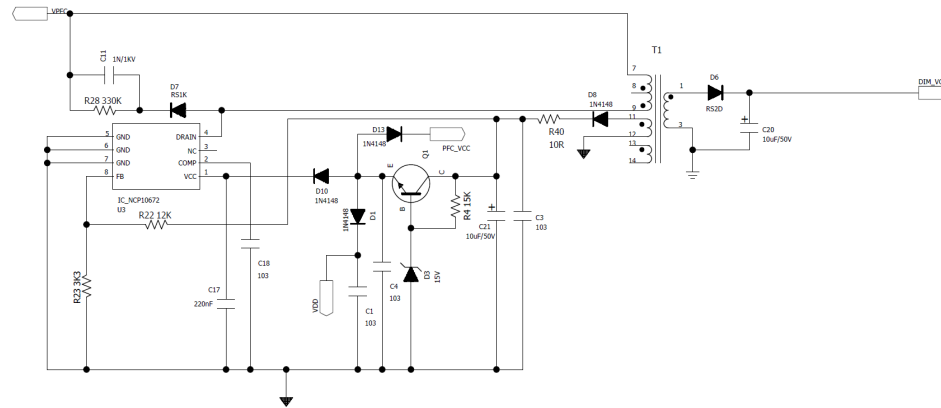 VPFC
C11
1N/1KV
R28 330K
D7
RS1K
5 GND
6 GND
7 GND
8 FB
DRAIN 4
NC 3
COMP 2
VCC 1
IC_NCP10672
U3
R22 12K
R23 3K3
C17
220nF
C18
103
D10
1N4148
D13
1N4148
PFC_VCC
1N4148
D1
VDD
C1
103
C4
103
Q1
E
C
B
R4 15K
D3
15V
C21
10uF/50V
C3
103
R40
10R
D8
1N4148
T1
7
8
9
11
12
13
14
1
3
D6
RS2D
C20
10uF/50V